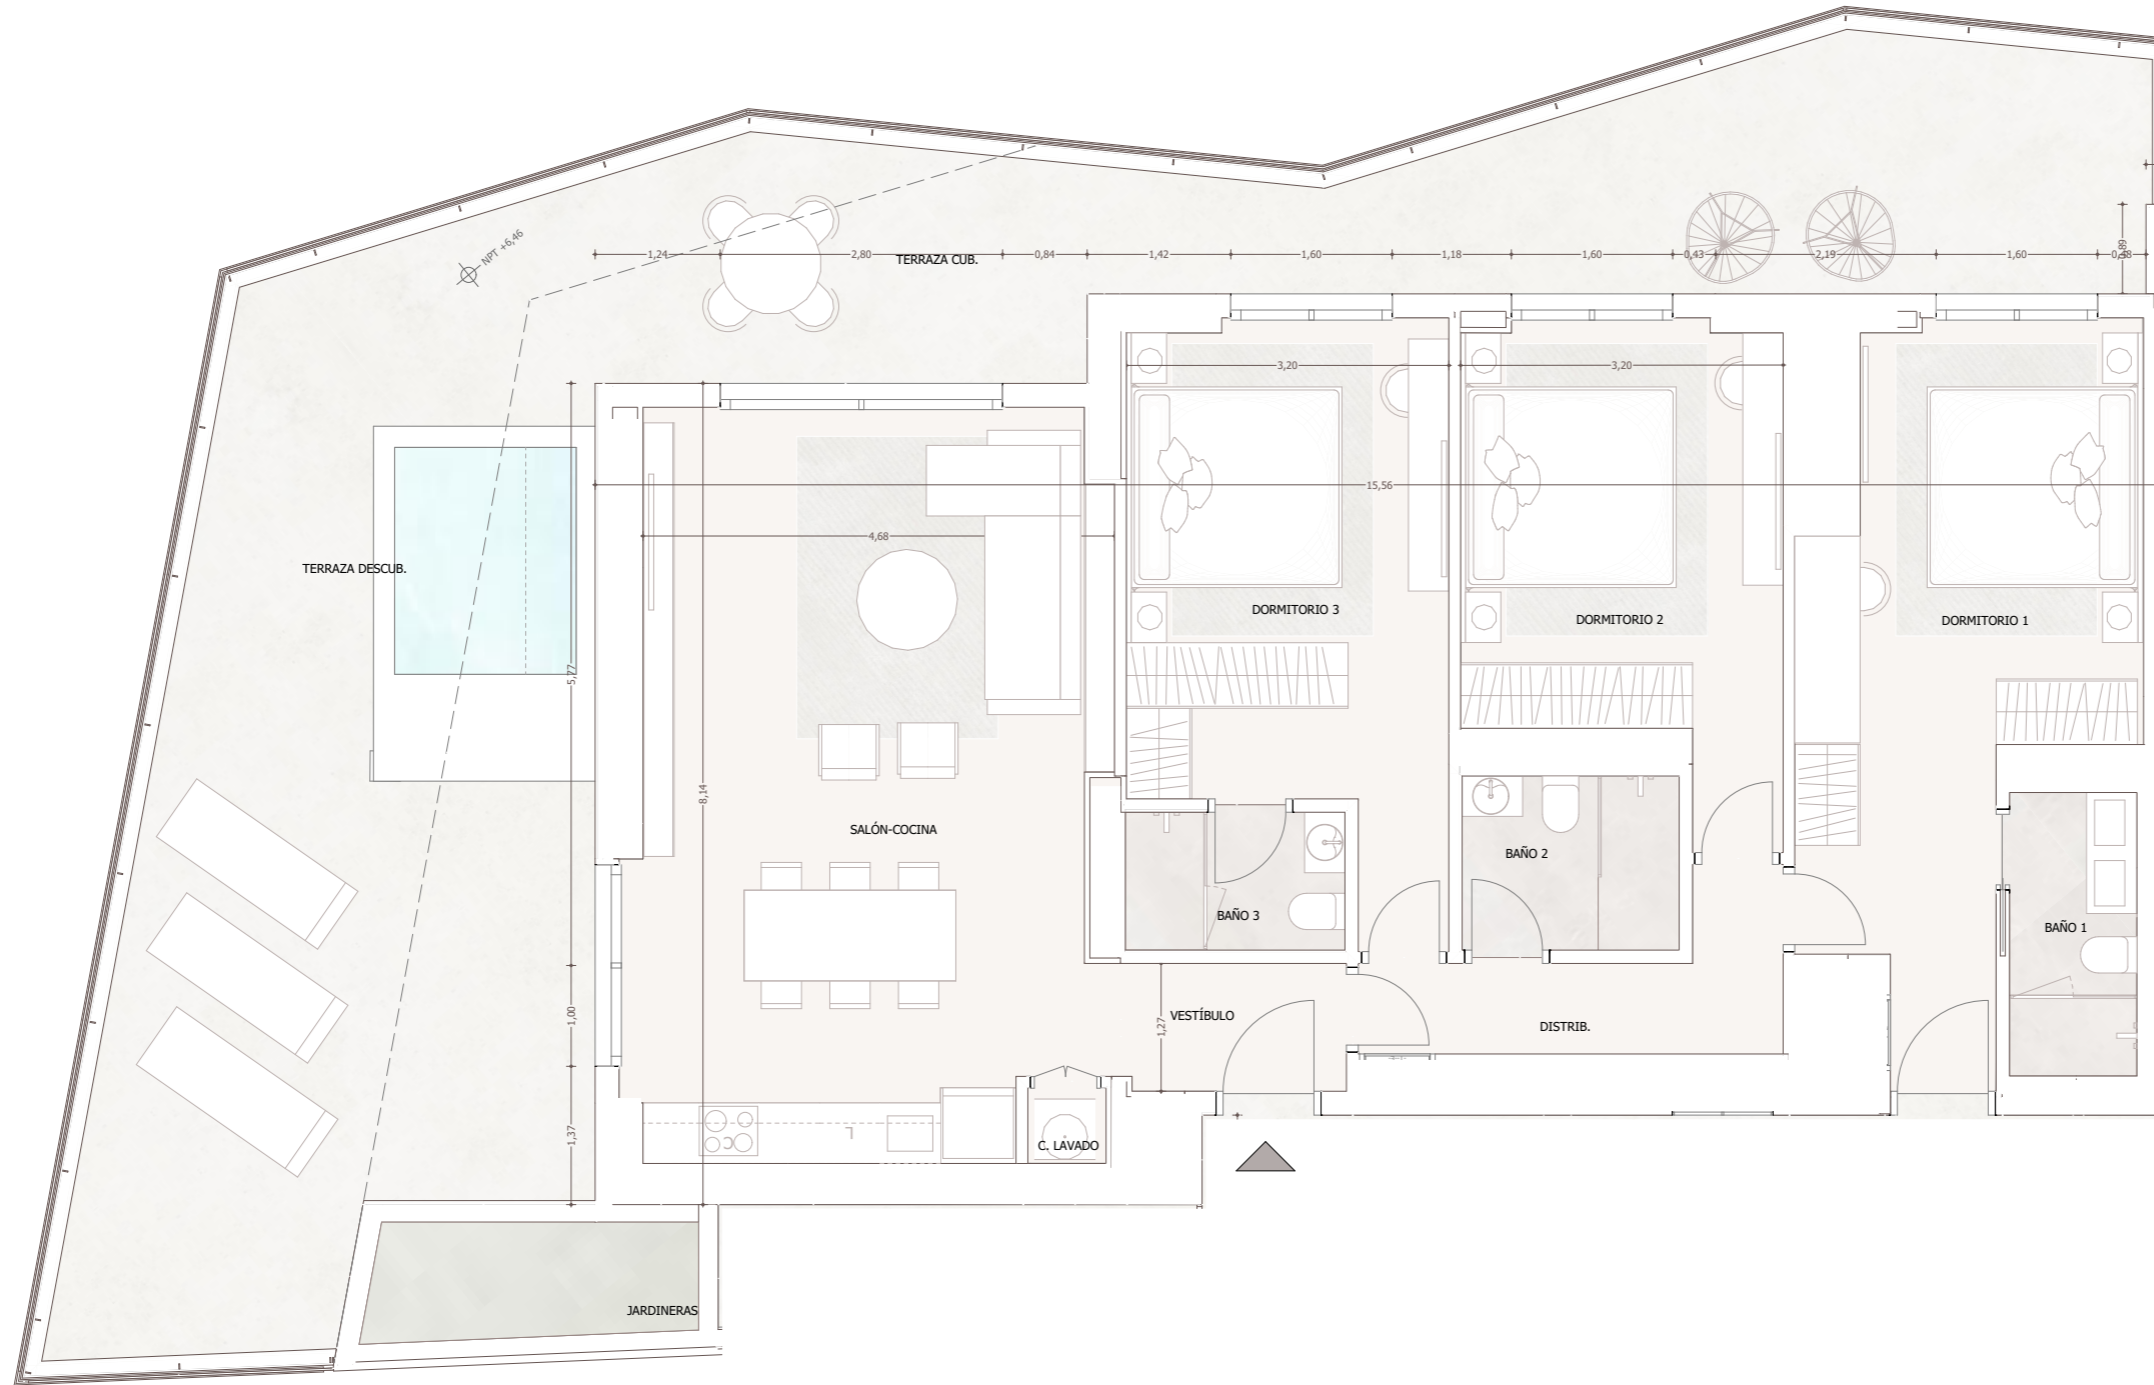 NPT +6,46
1,24
2,80
0,84
TERRAZA CUB.
1,42
1,60
1,18
1,60
0,43
2,19
1,60
0,48
3,20
3,20
15,56
4,68
TERRAZA DESCUB.
5,77
DORMITORIO 3
DORMITORIO 2
DORMITORIO 1
8,14
SALÓN-COCINA
BAÑO 2
BAÑO 3
BAÑO 1
1,00
1,27
VESTÍBULO
DISTRIB.
1,37
C. LAVADO
JARDINERAS